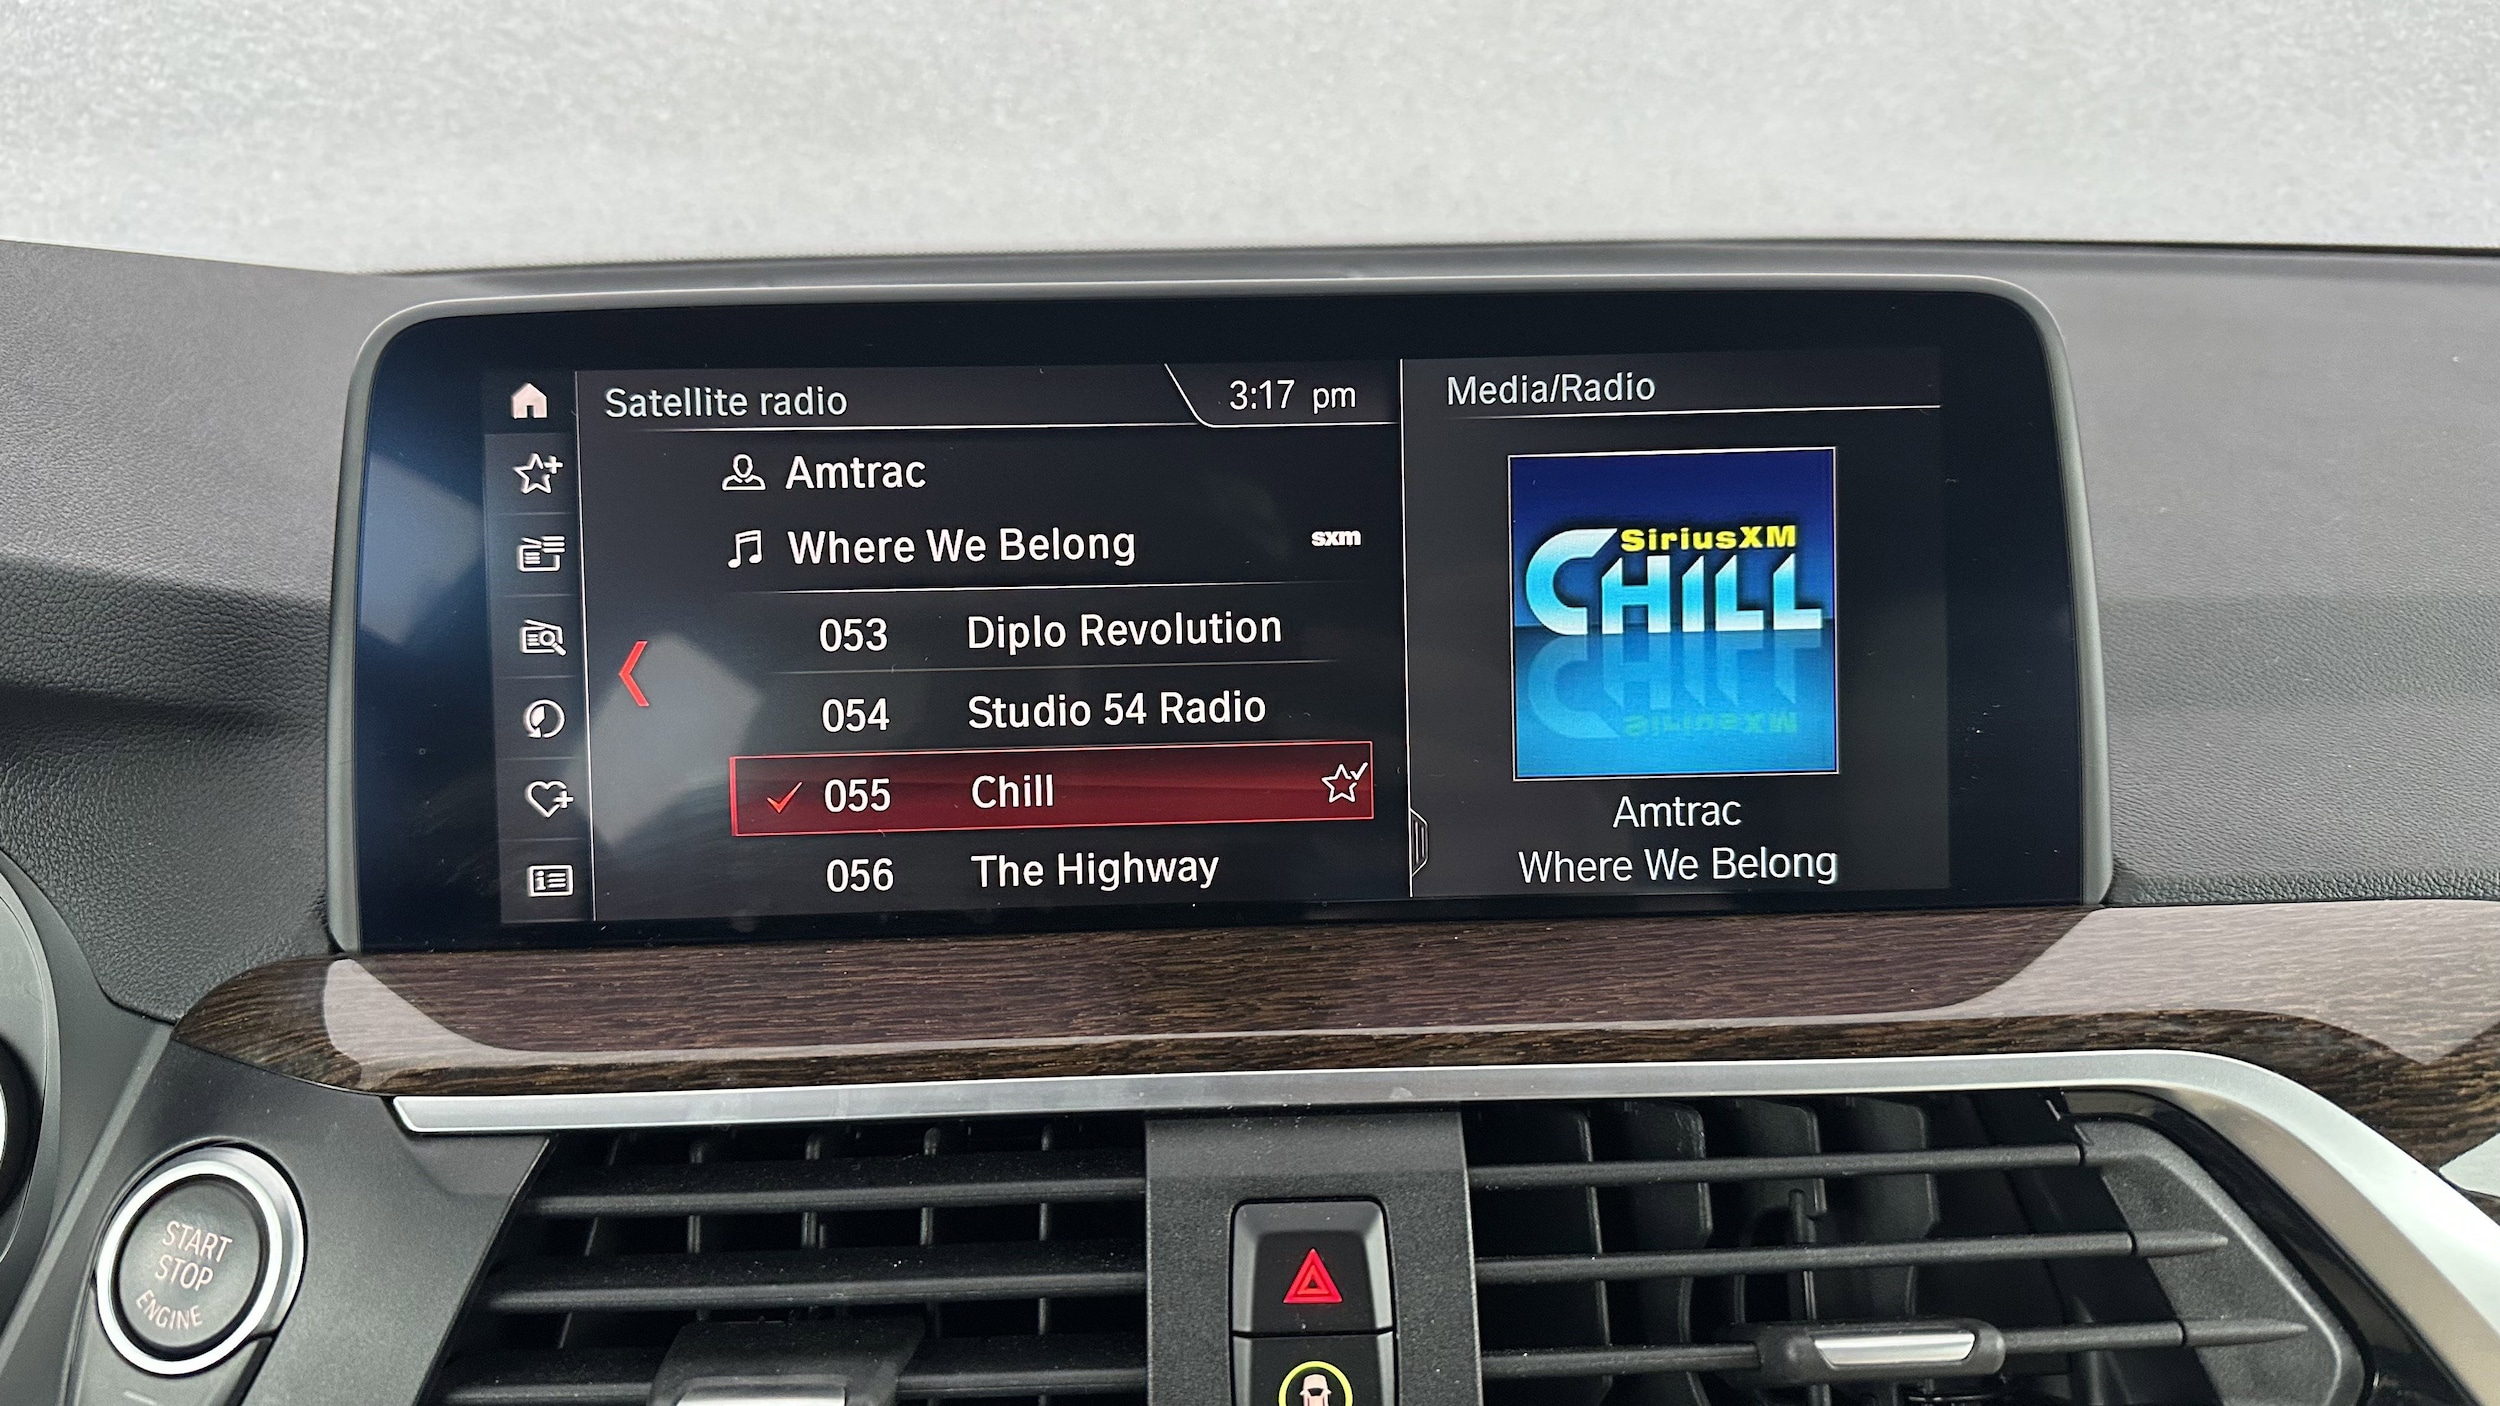 Satellite radio
3:17 pm
Amtrac
Where We Belong
sxm
053 Diplo Revolution
054 Studio 54 Radio
055 Chill
056 The Highway
Media/Radio
SiriusXM
CHILL
Amtrac
Where We Belong
START
STOP
ENGINE